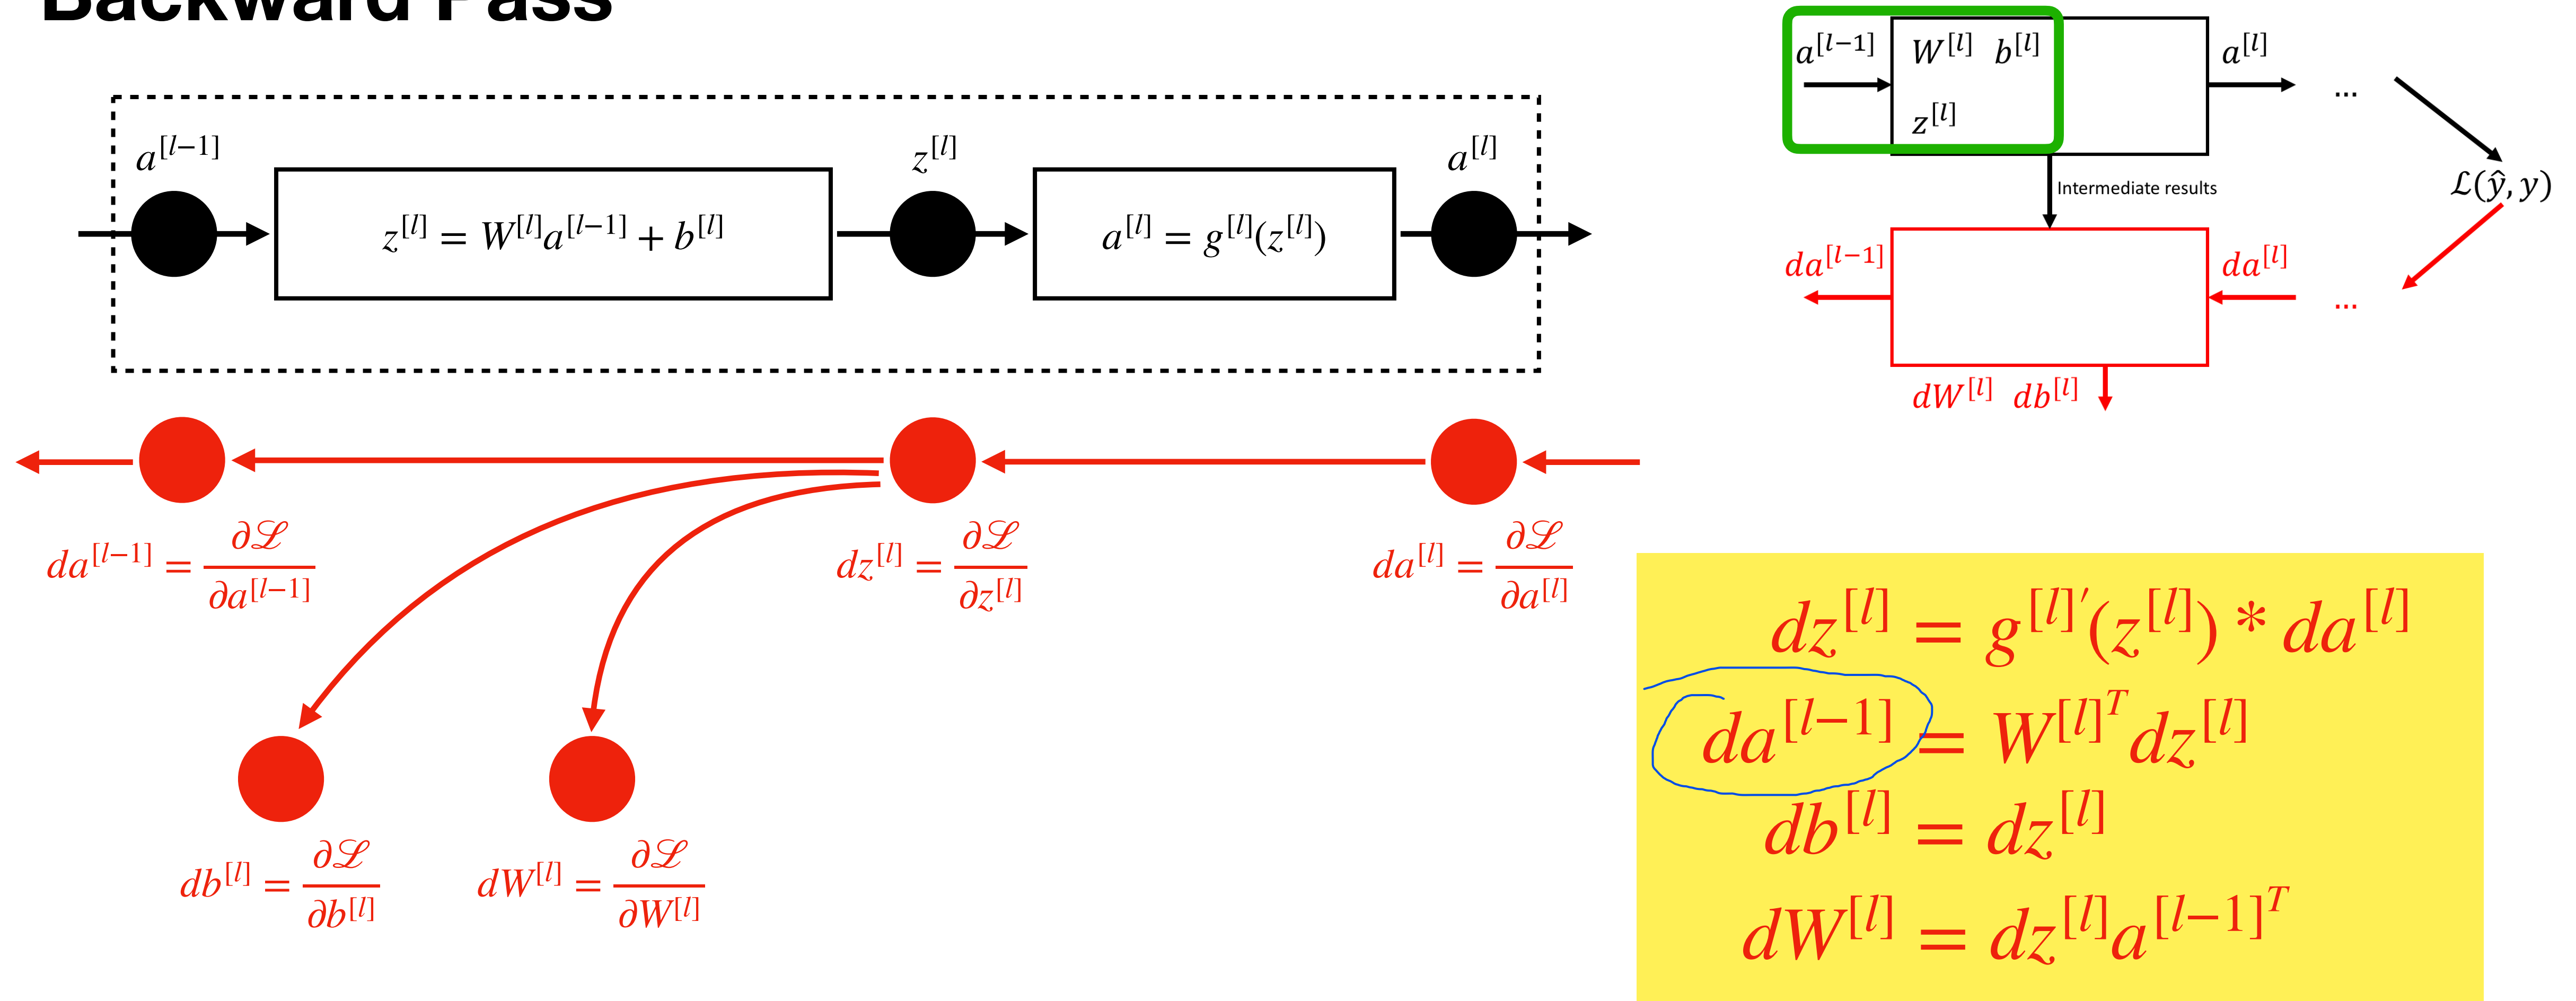 Backward Pass
a^{[l-1]}
z^{[l]}
a^{[l]}
z^{[l]} = W^{[l]}a^{[l-1]} + b^{[l]}
a^{[l]} = g^{[l]}(z^{[l]})
da^{[l-1]} = ∂ℒ/∂a^{[l-1]}
dz^{[l]} = ∂ℒ/∂z^{[l]}
da^{[l]} = ∂ℒ/∂a^{[l]}
db^{[l]} = ∂ℒ/∂b^{[l]}
dW^{[l]} = ∂ℒ/∂W^{[l]}
a^{[l-1]}
W^{[l]} b^{[l]}
z^{[l]}
a^{[l]}
...
Intermediate results
ℒ(ŷ, y)
da^{[l-1]}
da^{[l]}
...
dW^{[l]} db^{[l]}
dz^{[l]} = g^{[l]′}(z^{[l]}) * da^{[l]}
da^{[l-1]} = W^{[l]^T} dz^{[l]}
db^{[l]} = dz^{[l]}
dW^{[l]} = dz^{[l]}a^{[l-1]^T}